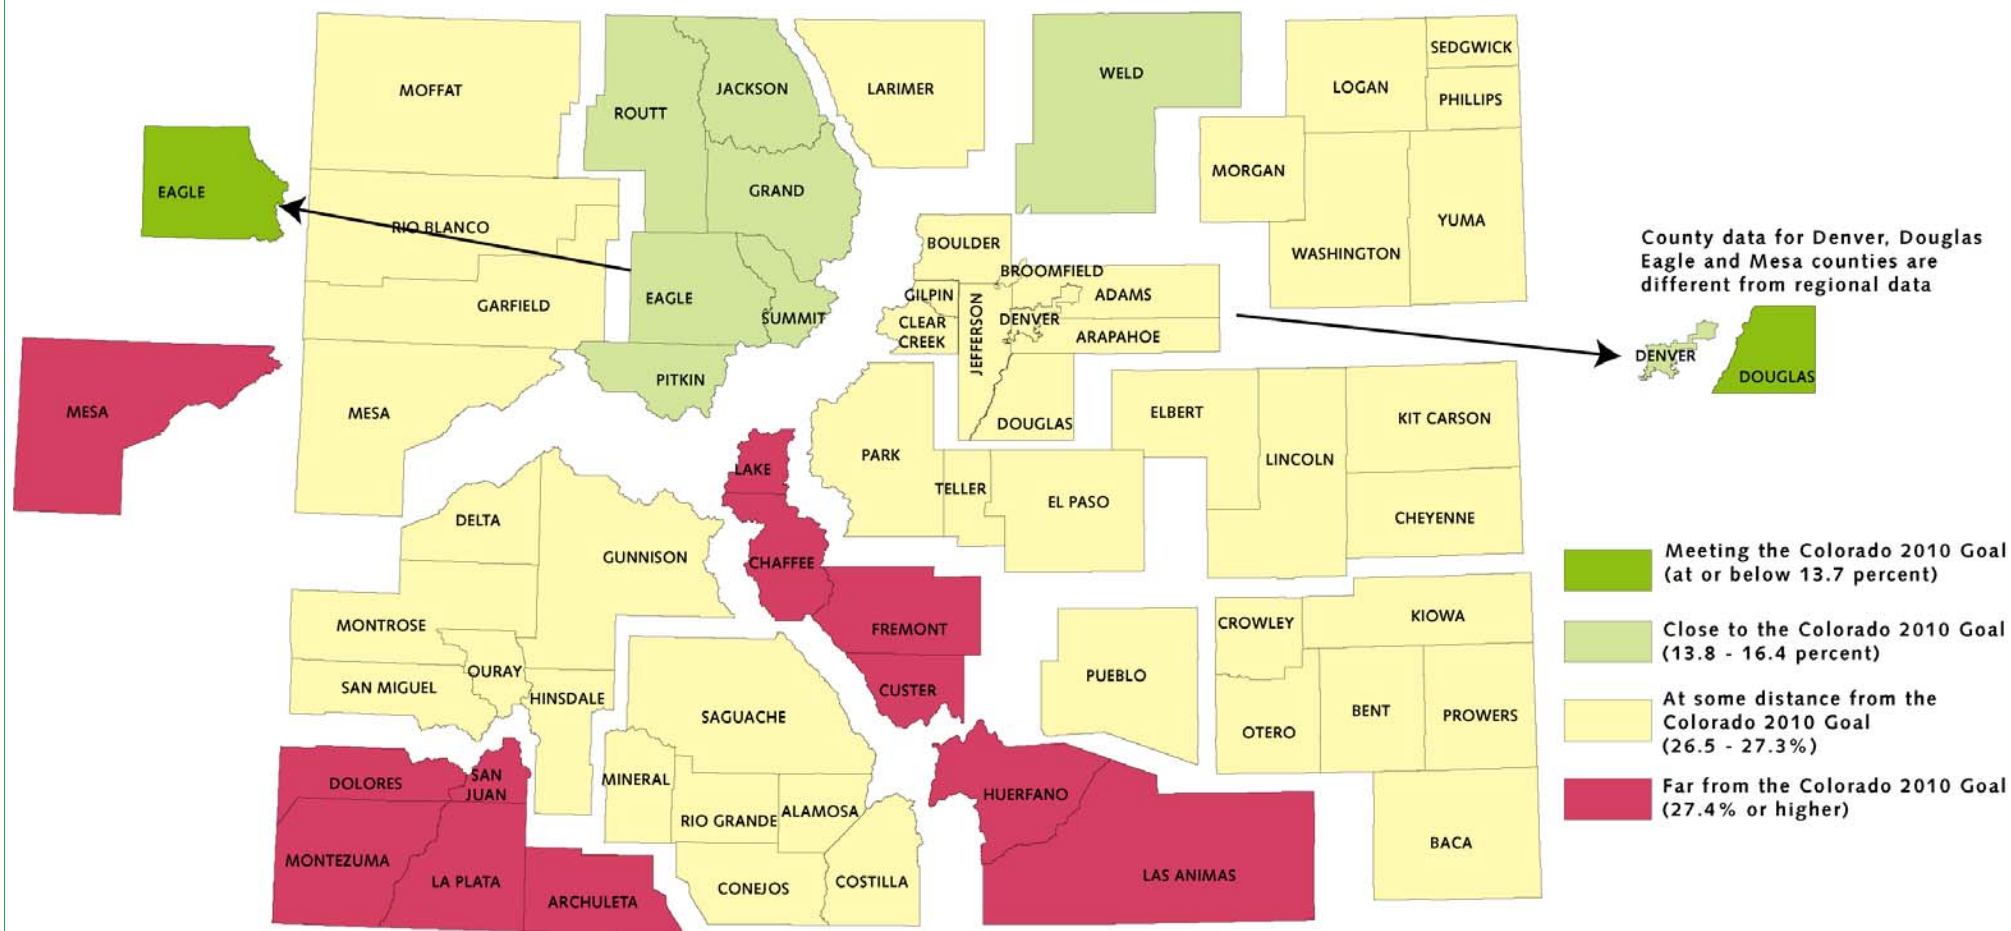 MOFFAT
ROUTT
JACKSON
LARIMER
WELD
LOGAN
SEDGWICK
PHILLIPS
MORGAN
WASHINGTON
YUMA
EAGLE
RIO BLANCO
GRAND
GARFIELD
EAGLE
SUMMIT
PITKIN
BOULDER
BROOMFIELD
GILPIN
ADAMS
CLEAR
CREEK
JEFFERSON
DENVER
ARAPAHOE
DOUGLAS
County data for Denver, Douglas
Eagle and Mesa counties are
different from regional data
DENVER
DOUGLAS
MESA
MESA
LAKE
PARK
TELLER
EL PASO
ELBERT
LINCOLN
KIT CARSON
CHEYENNE
DELTA
GUNNISON
CHAFFEE
FREMONT
CUSTER
MONTROSE
OURAY
SAN MIGUEL
HINSDALE
SAGUACHE
PUEBLO
CROWLEY
KIOWA
OTERO
BENT
PROWERS
BACA
DOLORES
SAN
JUAN
MONTEZUMA
LA PLATA
ARCHULETA
MINERAL
RIO GRANDE
ALAMOSA
CONEJOS
COSTILLA
HUERFANO
LAS ANIMAS
Meeting the Colorado 2010 Goal
(at or below 13.7 percent)
Close to the Colorado 2010 Goal
(13.8 - 16.4 percent)
At some distance from the
Colorado 2010 Goal
(26.5 - 27.3%)
Far from the Colorado 2010 Goal
(27.4% or higher)